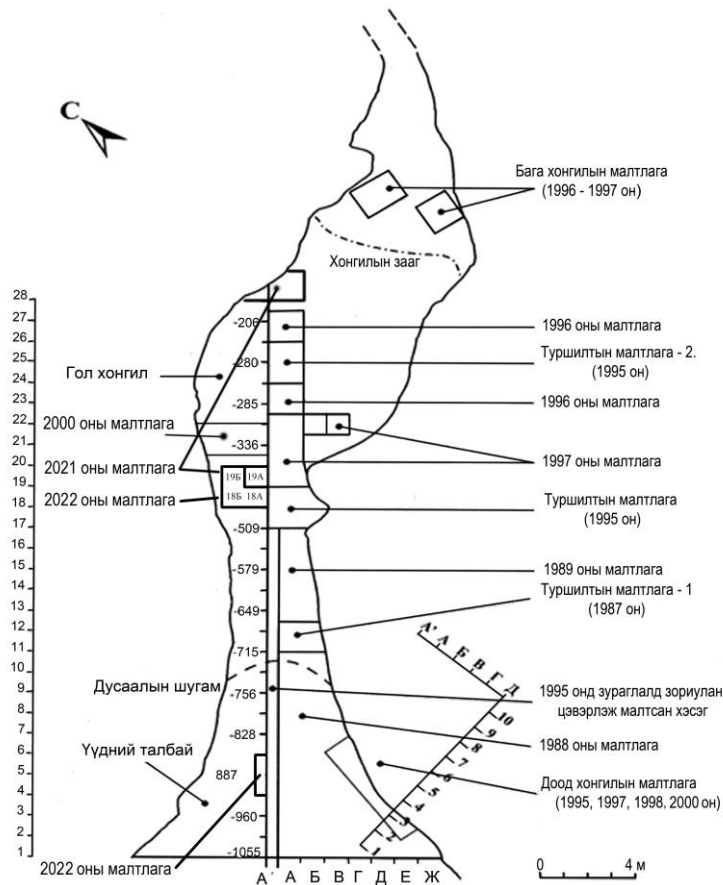 С
Бага хонгилын малтлага
(1996 - 1997 он)
Хонгилын зааг
28
27
26
25
24
23
22
21
20
19
18
17
16
15
14
13
12
11
10
9
8
7
6
5
4
3
2
1
-206
-280
-285
-336
-509
-579
-649
-715
-756
-828
887
-960
-1055
1996 оны малтлага
Туршилтын малтлага - 2.
(1995 он)
1996 оны малтлага
1997 оны малтлага
Туршилтын малтлага
(1995 он)
1989 оны малтлага
Туршилтын малтлага - 1
(1987 он)
1995 онд зураглалд зориулан
цэвэрлэж малтсан хэсэг
1988 оны малтлага
Доод хонгилын малтлага
(1995, 1997, 1998, 2000 он)
Гол хонгил
2000 оны малтлага
2021 оны малтлага
2022 оны малтлага
19Б 19А
18Б 18А
Дусаалын шугам
Үүдний талбай
2022 оны малтлага
А' А Б В Г Д
10
9
8
7
6
5
4
3
2
1
А' А Б В Г Д Е Ж
0 4 м